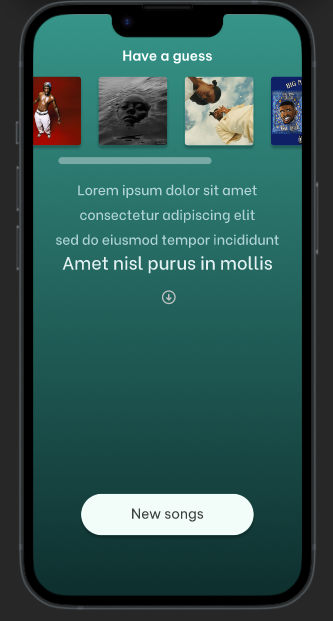 Have a guess
BIG
Lorem ipsum dolor sit amet
consectetur adipiscing elit
sed do eiusmod tempor incididunt
Amet nisl purus in mollis
New songs